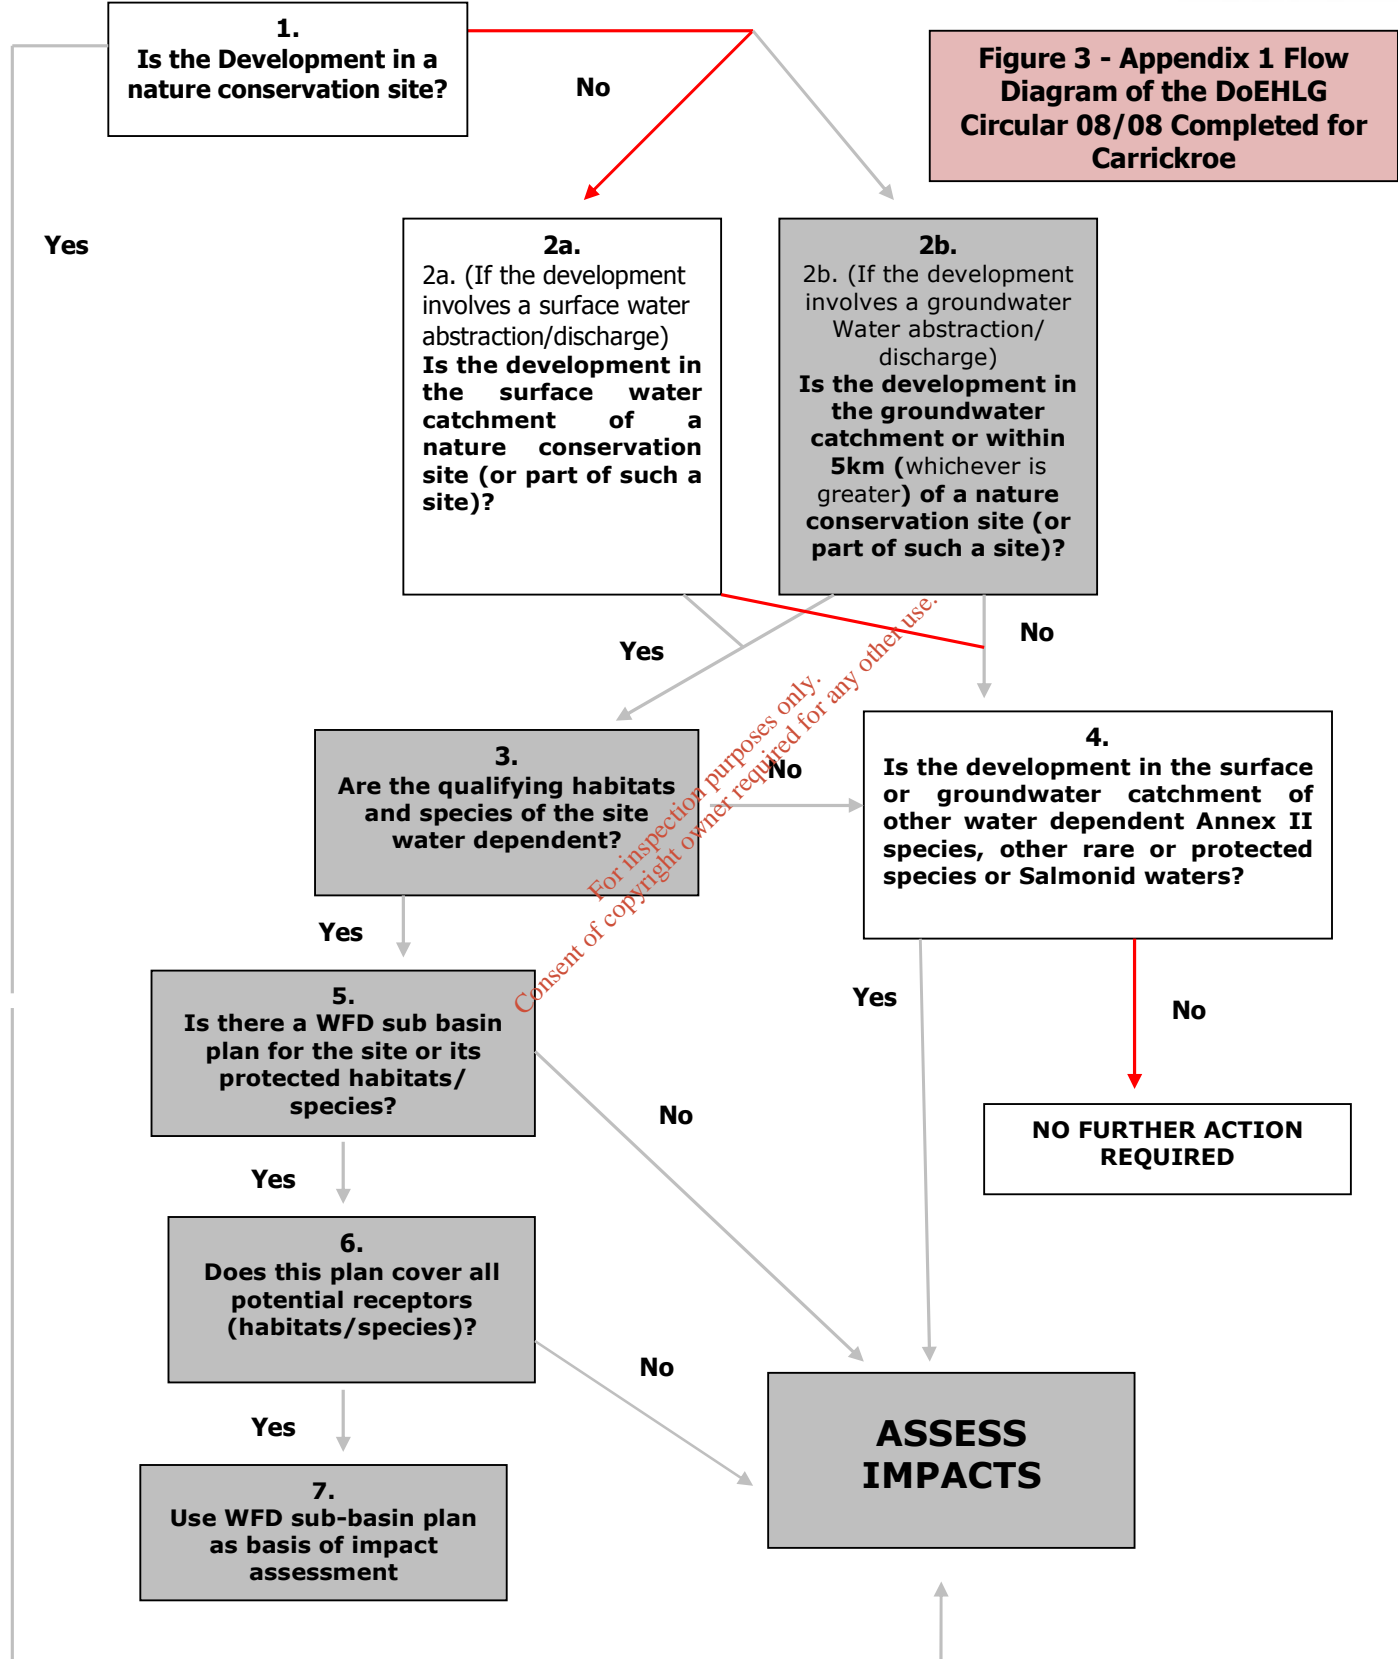 1.
Is the Development in a
nature conservation site?
No
Figure 3 - Appendix 1 Flow
Diagram of the DoEHLG
Circular 08/08 Completed for
Carrickroe
Yes
2a.
2a. (If the development
involves a surface water
abstraction/discharge)
Is the development in
the surface water
catchment of a
nature conservation
site (or part of such a
site)?
2b.
2b. (If the development
involves a groundwater
Water abstraction/
discharge)
Is the development in
the groundwater
catchment or within
5km (whichever is
greater) of a nature
conservation site (or
part of such a site)?
Yes
No
For inspection purposes only.
Consent of copyright owner required for any other use.
3.
Are the qualifying habitats
and species of the site
water dependent?
No
4.
Is the development in the surface
or groundwater catchment of
other water dependent Annex II
species, other rare or protected
species or Salmonid waters?
Yes
5.
Is there a WFD sub basin
plan for the site or its
protected habitats/
species?
Yes
No
No
NO FURTHER ACTION
REQUIRED
Yes
6.
Does this plan cover all
potential receptors
(habitats/species)?
No
Yes
ASSESS
IMPACTS
7.
Use WFD sub-basin plan
as basis of impact
assessment